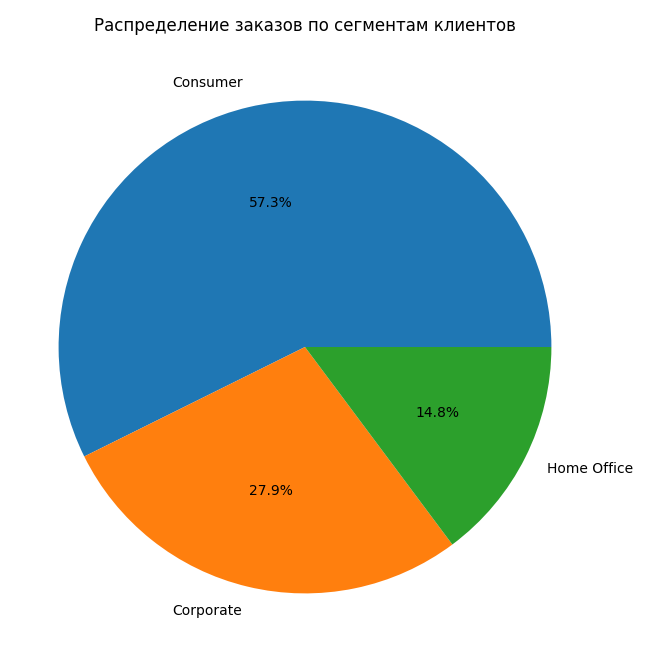 Распределение заказов по сегментам клиентов
Consumer
57.3%
14.8%
Home Office
27.9%
Corporate